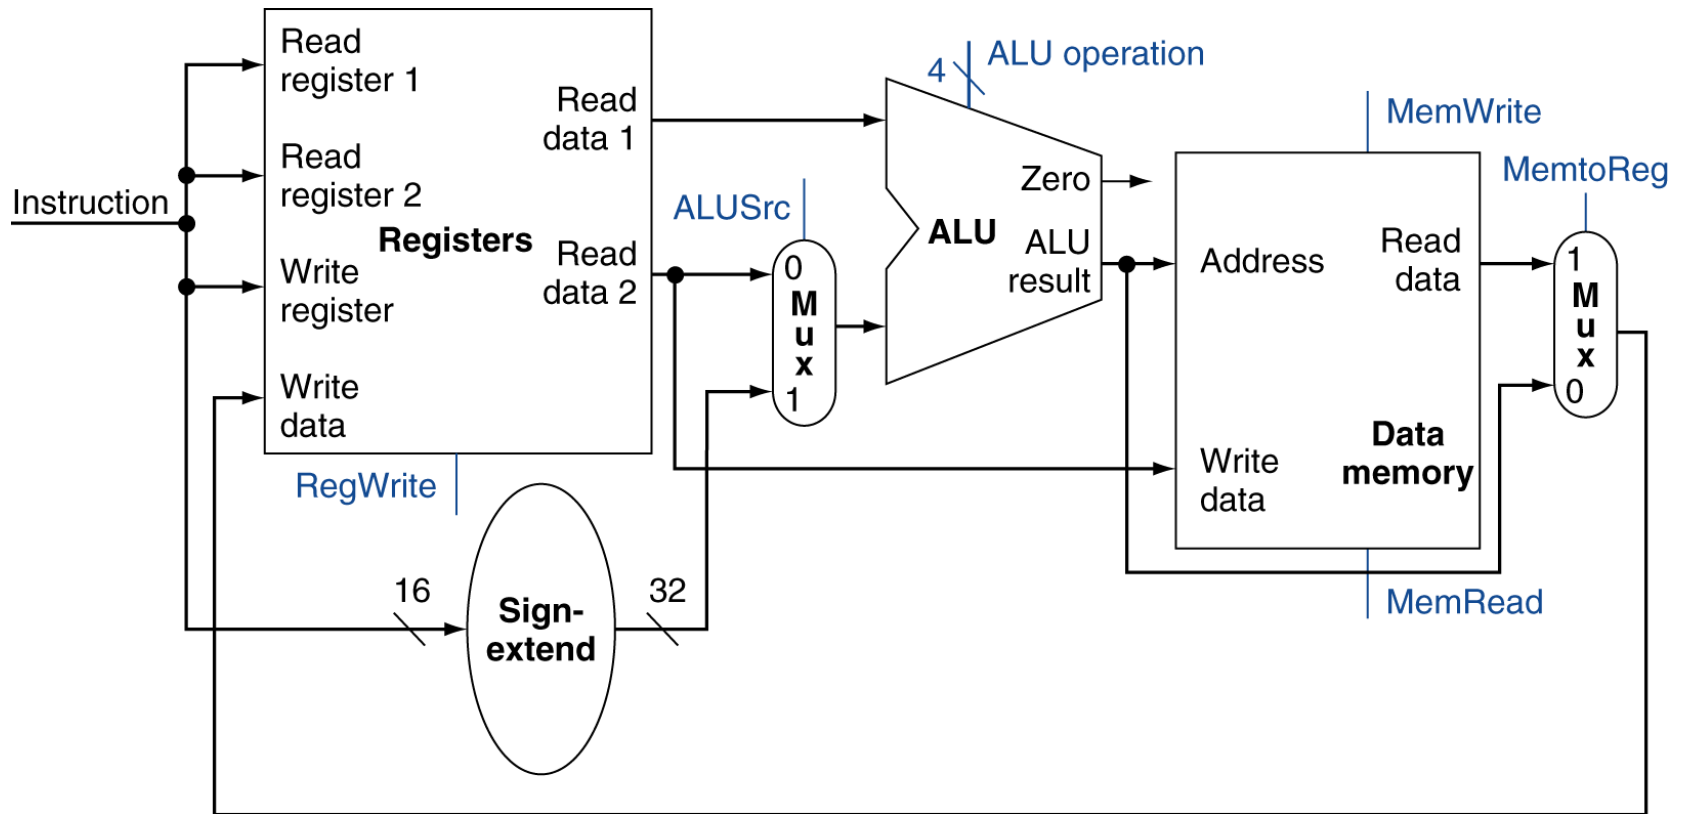 Instruction
Read
register 1
Read
register 2
Write
register
Write
data
Registers
Read
data 1
Read
data 2
RegWrite
16
Sign-
extend
32
ALUSrc
0
M
u
x
1
4
ALU operation
ALU
Zero
ALU
result
MemWrite
Address
Read
data
Write
data
Data
memory
MemRead
MemtoReg
1
M
u
x
0